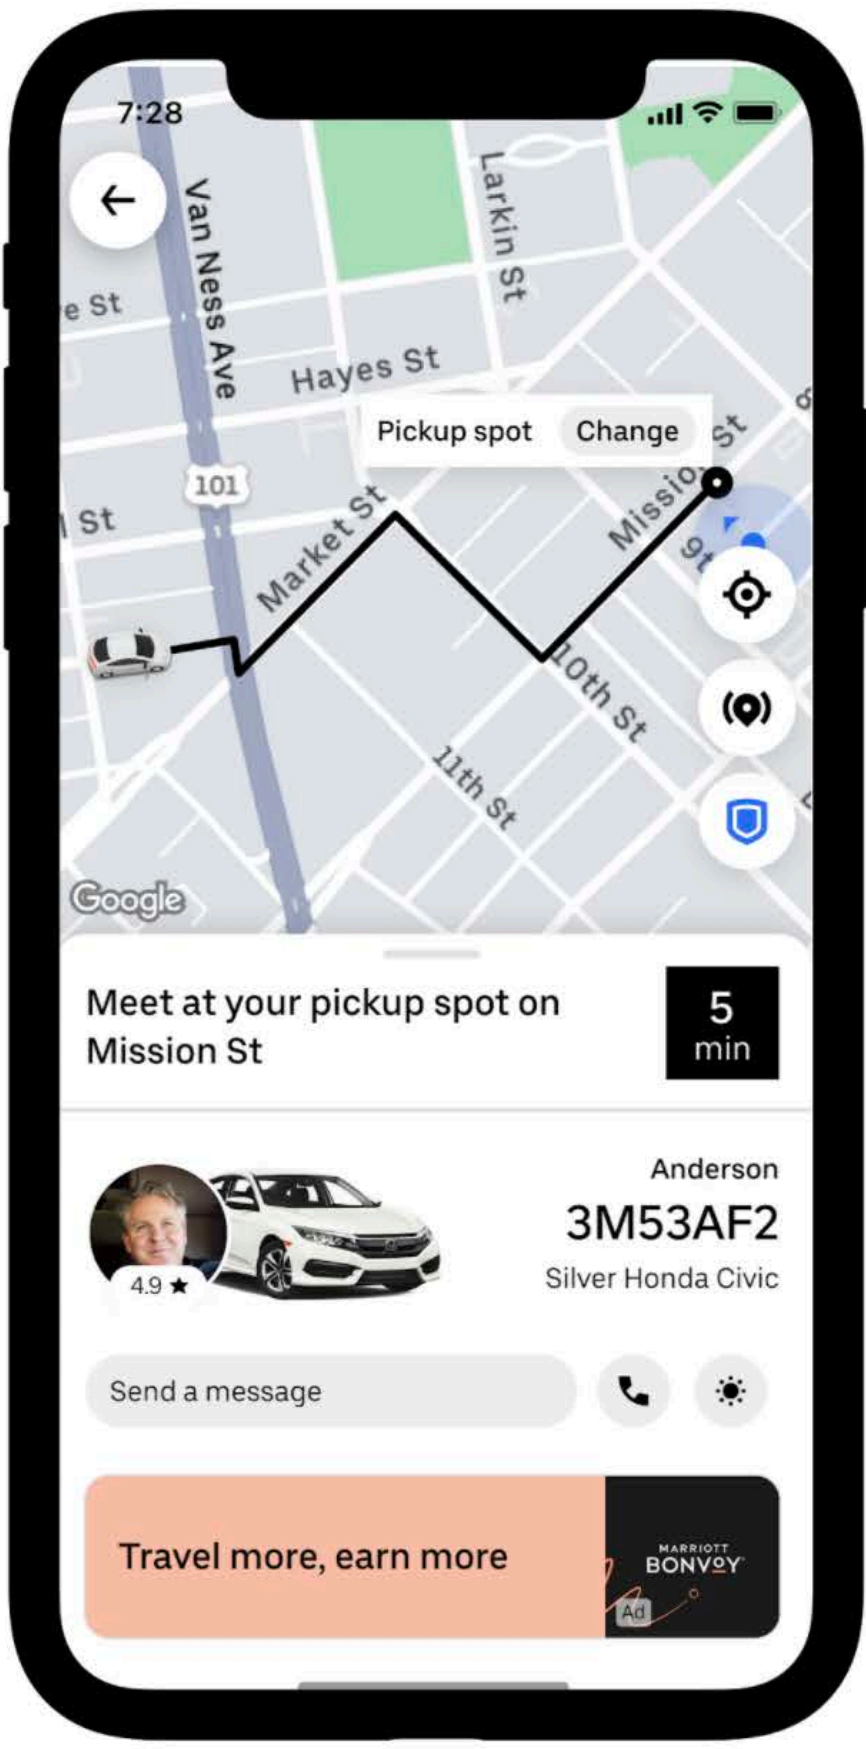 7:28
Van Ness Ave
Larkin St
e St
Hayes St
Pickup spot
Change
Mission St
101
St
Market St
10th St
11th St
Google
Meet at your pickup spot on
Mission St
5
min
Anderson
3M53AF2
Silver Honda Civic
4.9 ★
Send a message
Travel more, earn more
MARRIOTT
BONVOY
Ad